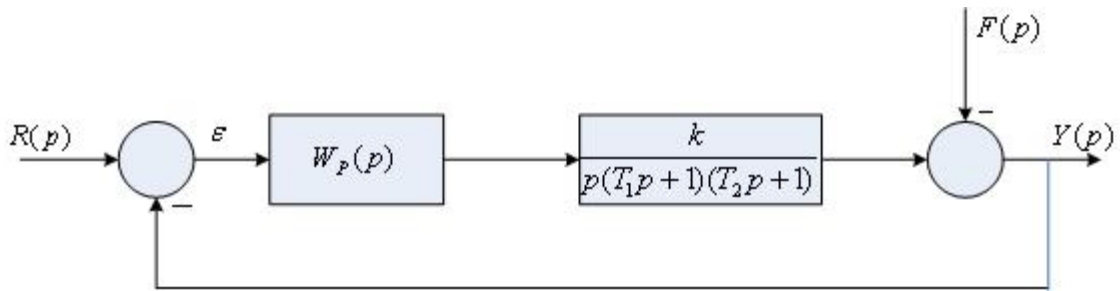 F(p)
R(p)
ε
W_P(p)
k
p(T_1p+1)(T_2p+1)
Y(p)
−
−